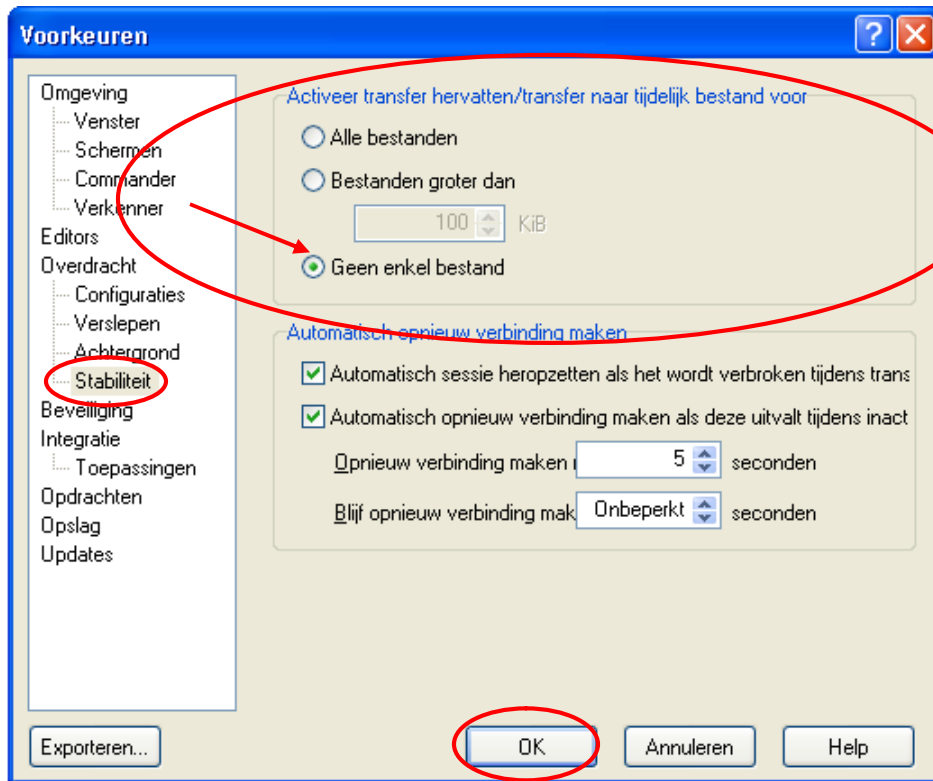 Voorkeuren
Omgeving
Venster
Schermen
Commander
Verkenner
Editors
Overdracht
Configuraties
Verslepen
Achtergrond
Stabiliteit
Beveiliging
Integratie
Toepassingen
Opdrachten
Opslag
Updates
Activeer transfer hervatten/transfer naar tijdelijk bestand voor
Alle bestanden
Bestanden groter dan
100 KiB
Geen enkel bestand
Automatisch opnieuw verbinding maken
Automatisch sessie heropzetten als het wordt verbroken tijdens trans
Automatisch opnieuw verbinding maken als deze uitvalt tijdens inact
Opnieuw verbinding maken 5 seconden
Blijf opnieuw verbinding mak Onbeperkt seconden
Exporteren... OK Annuleren Help